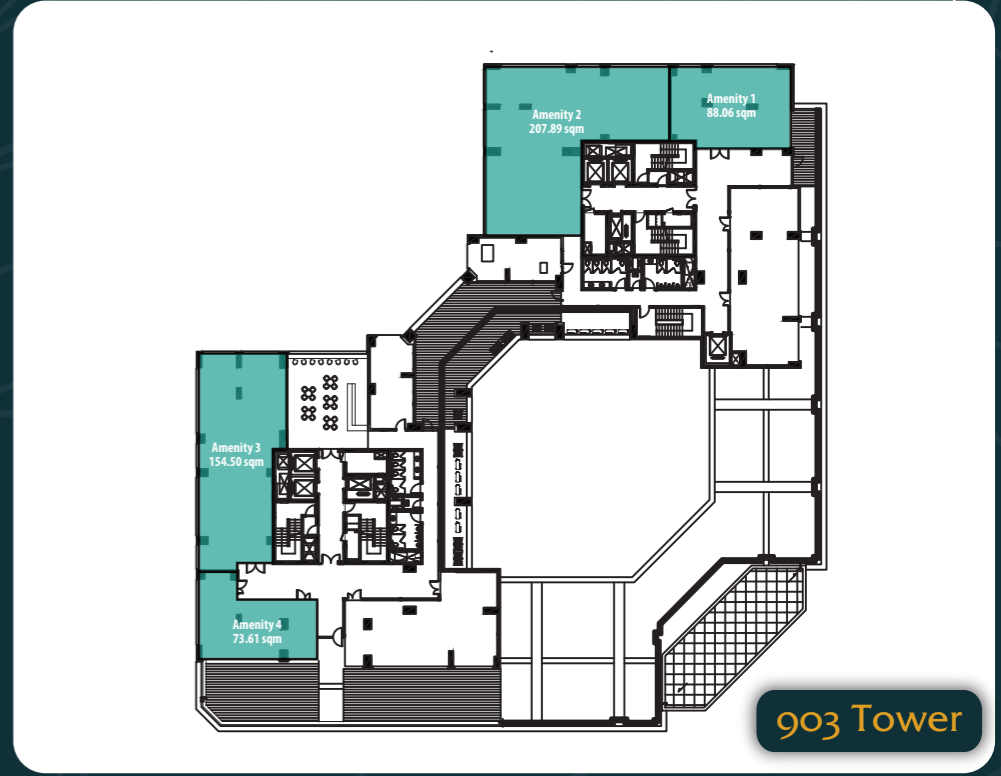 Amenity 1
88.06 sqm
Amenity 2
207.89 sqm
Amenity 3
154.50 sqm
Amenity 4
73.61 sqm
903 Tower